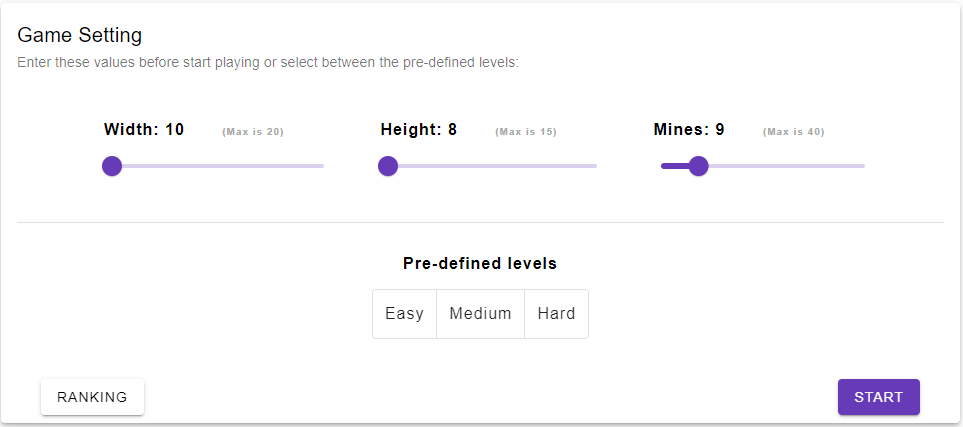 Game Setting
Enter these values before start playing or select between the pre-defined levels:
Width: 10 (Max is 20) Height: 8 (Max is 15) Mines: 9 (Max is 40)
Pre-defined levels
Easy Medium Hard
RANKING START